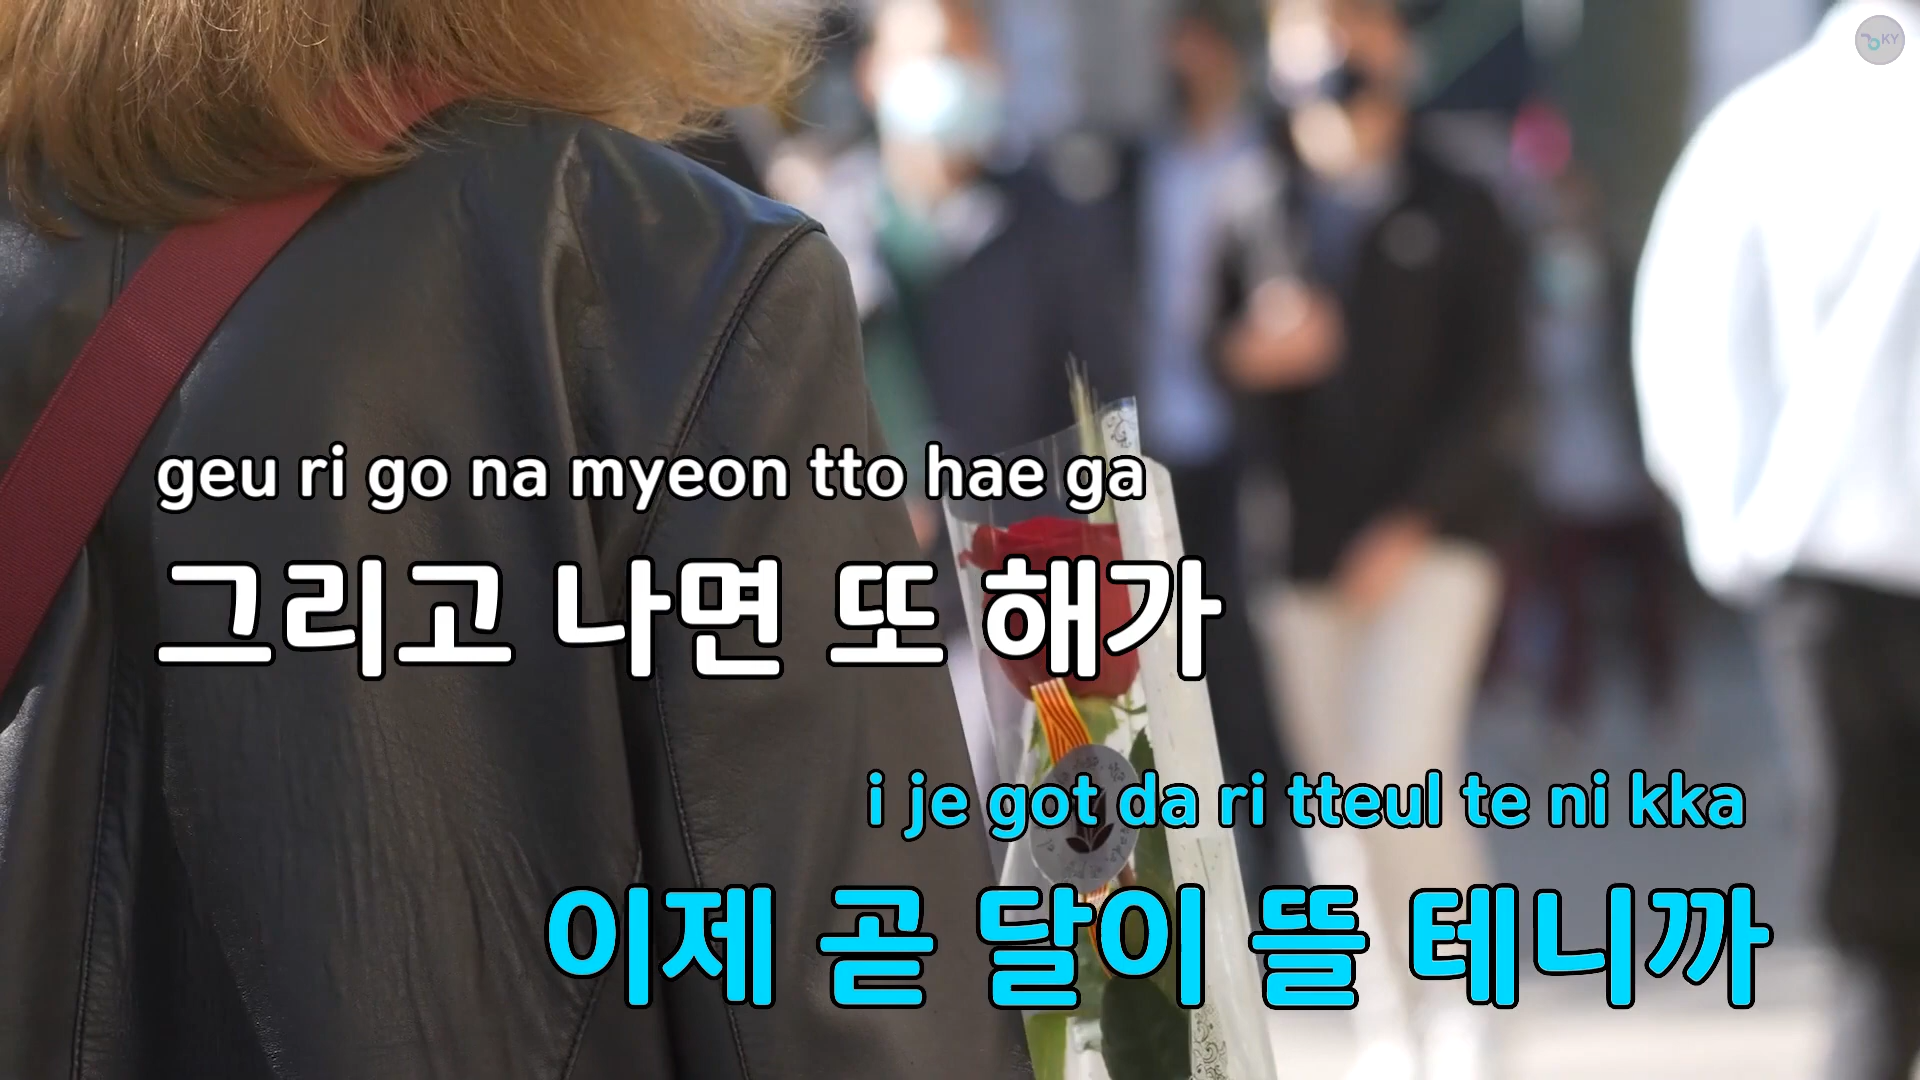 KY
geu ri go na myeon tto hae ga
그리고 나면 또 해가
i je got da ri tteul te ni kka
이제 곧 달이 뜰 테니까